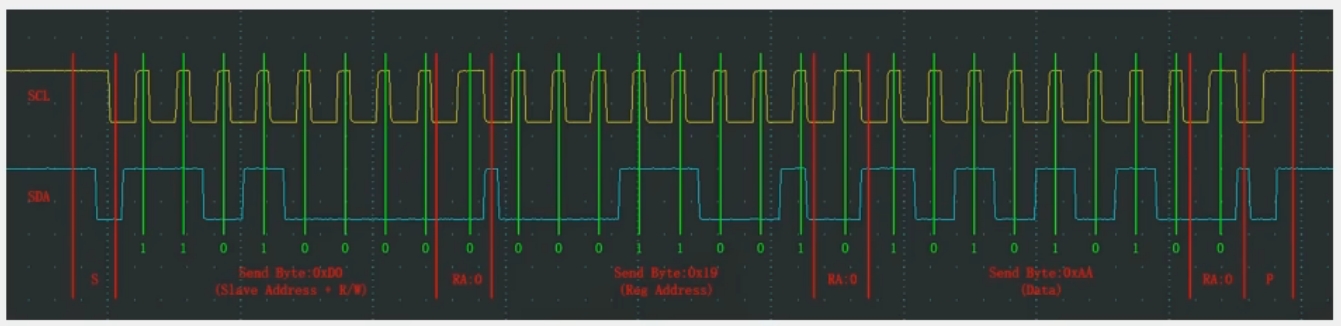 SCL
SDA
1 1 0 1 0 0 0 0 0 0 0 0 1 1 0 0 1 0 1 0 1 0 1 0 1 0 0
S
Send Byte:0xD0
(Slave Address + R/W)
RA:0
Send Byte:0x19
(Reg Address)
RA:0
Send Byte:0xAA
(Data)
RA:0
P